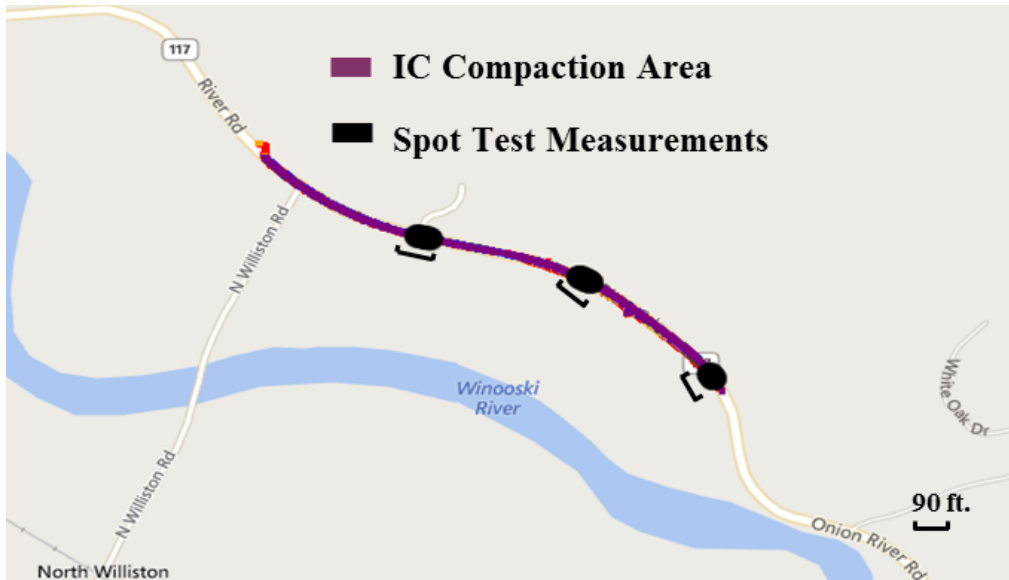 117
IC Compaction Area
River Rd
Spot Test Measurements
N Williston Rd
Winooski
River
White Oak Dr
N Williston Rd
90 ft.
Onion River Rd
North Williston